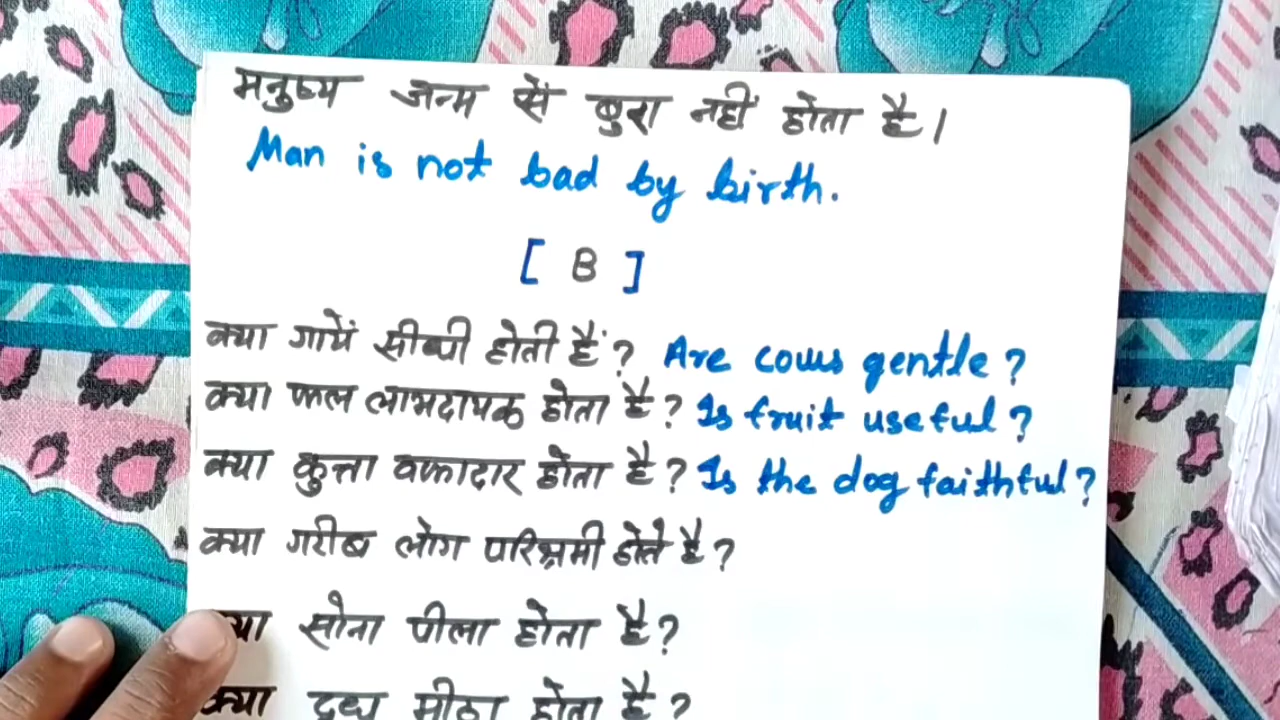 मनुष्य जन्म से बुरा नहीं होता है।
Man is not bad by birth.
[ B ]
क्या गायें सीधी होती हैं? Are cows gentle?
क्या फल लाभदायक होता है? Is fruit useful?
क्या कुत्ता वफादार होता है? Is the dog faithful?
क्या गरीब लोग परिश्रमी होते है?
क्या सोना पीला होता है?
क्या दूध मीठा होता है?